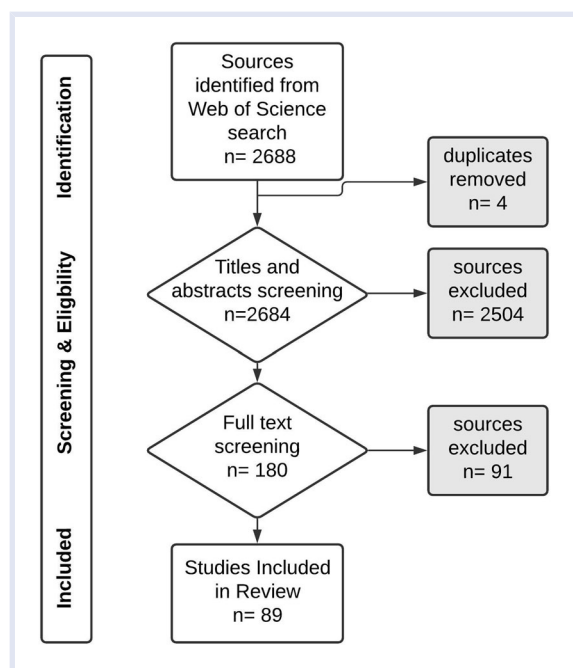 Identification
Sources
identified from
Web of Science
search
n= 2688
duplicates
removed
n= 4
Screening & Eligbility
Titles and
abstracts screening
n=2684
sources
excluded
n= 2504
Full text
screening
n= 180
sources
excluded
n= 91
Included
Studies Included
in Review
n= 89